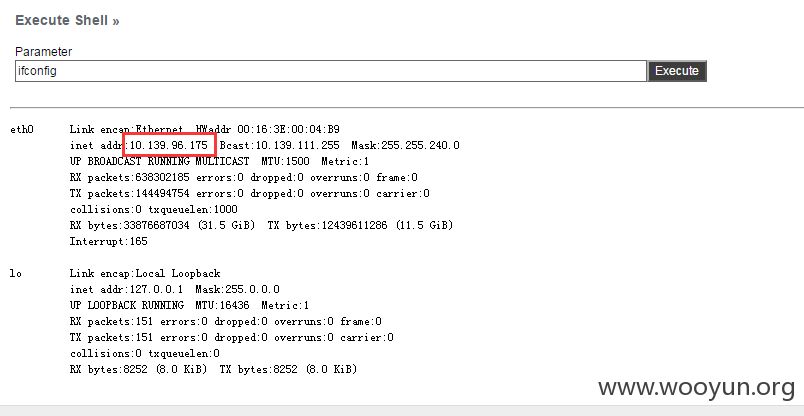 Execute Shell »
Parameter
ifconfig
Execute
eth0 Link encap:Ethernet HWaddr 00:16:3E:00:04:B9
inet addr:10.139.96.175 Bcast:10.139.111.255 Mask:255.255.240.0
UP BROADCAST RUNNING MULTICAST MTU:1500 Metric:1
RX packets:638302185 errors:0 dropped:0 overruns:0 frame:0
TX packets:144494754 errors:0 dropped:0 overruns:0 carrier:0
collisions:0 txqueuelen:1000
RX bytes:33876687034 (31.5 GiB) TX bytes:12439611286 (11.5 GiB)
Interrupt:165
lo Link encap:Local Loopback
inet addr:127.0.0.1 Mask:255.0.0.0
UP LOOPBACK RUNNING MTU:16436 Metric:1
RX packets:151 errors:0 dropped:0 overruns:0 frame:0
TX packets:151 errors:0 dropped:0 overruns:0 carrier:0
collisions:0 txqueuelen:0
RX bytes:8252 (8.0 KiB) TX bytes:8252 (8.0 KiB)
www.wooyun.org